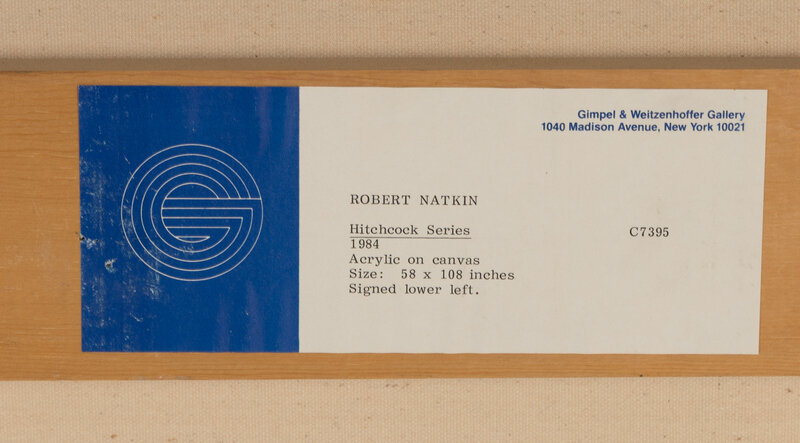 Gimpel & Weitzenhoffer Gallery
1040 Madison Avenue, New York 10021
ROBERT NATKIN
Hitchcock Series C7395
1984
Acrylic on canvas
Size: 58 x 108 inches
Signed lower left.